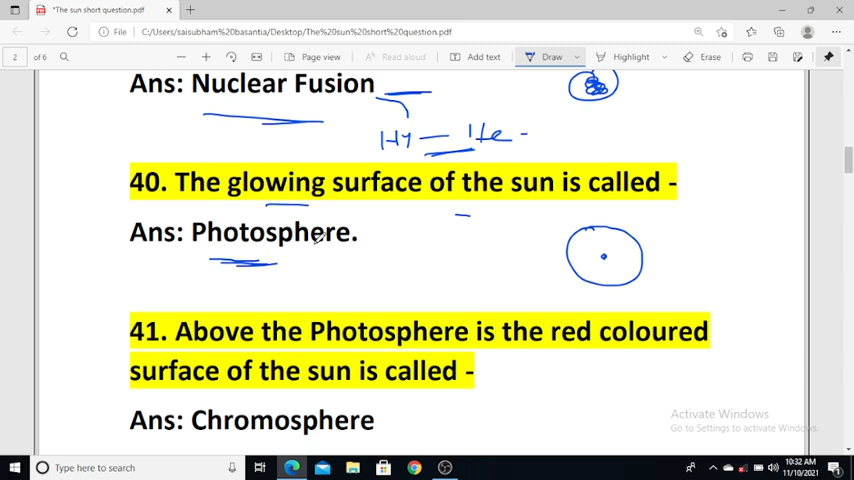 *The sun short question.pdf
File
C:/Users/saisubham%20basantia/Desktop/The%20sun%20short%20question.pdf
2 of 6
Page view
Read aloud
Add text
Draw
Highlight
Erase
Ans: Nuclear Fusion
Hy — He -
40. The glowing surface of the sun is called -
Ans: Photosphere.
41. Above the Photosphere is the red coloured
surface of the sun is called -
Ans: Chromosphere
Activate Windows
Go to Settings to activate Windows.
Type here to search
10:32 AM
11/10/2021